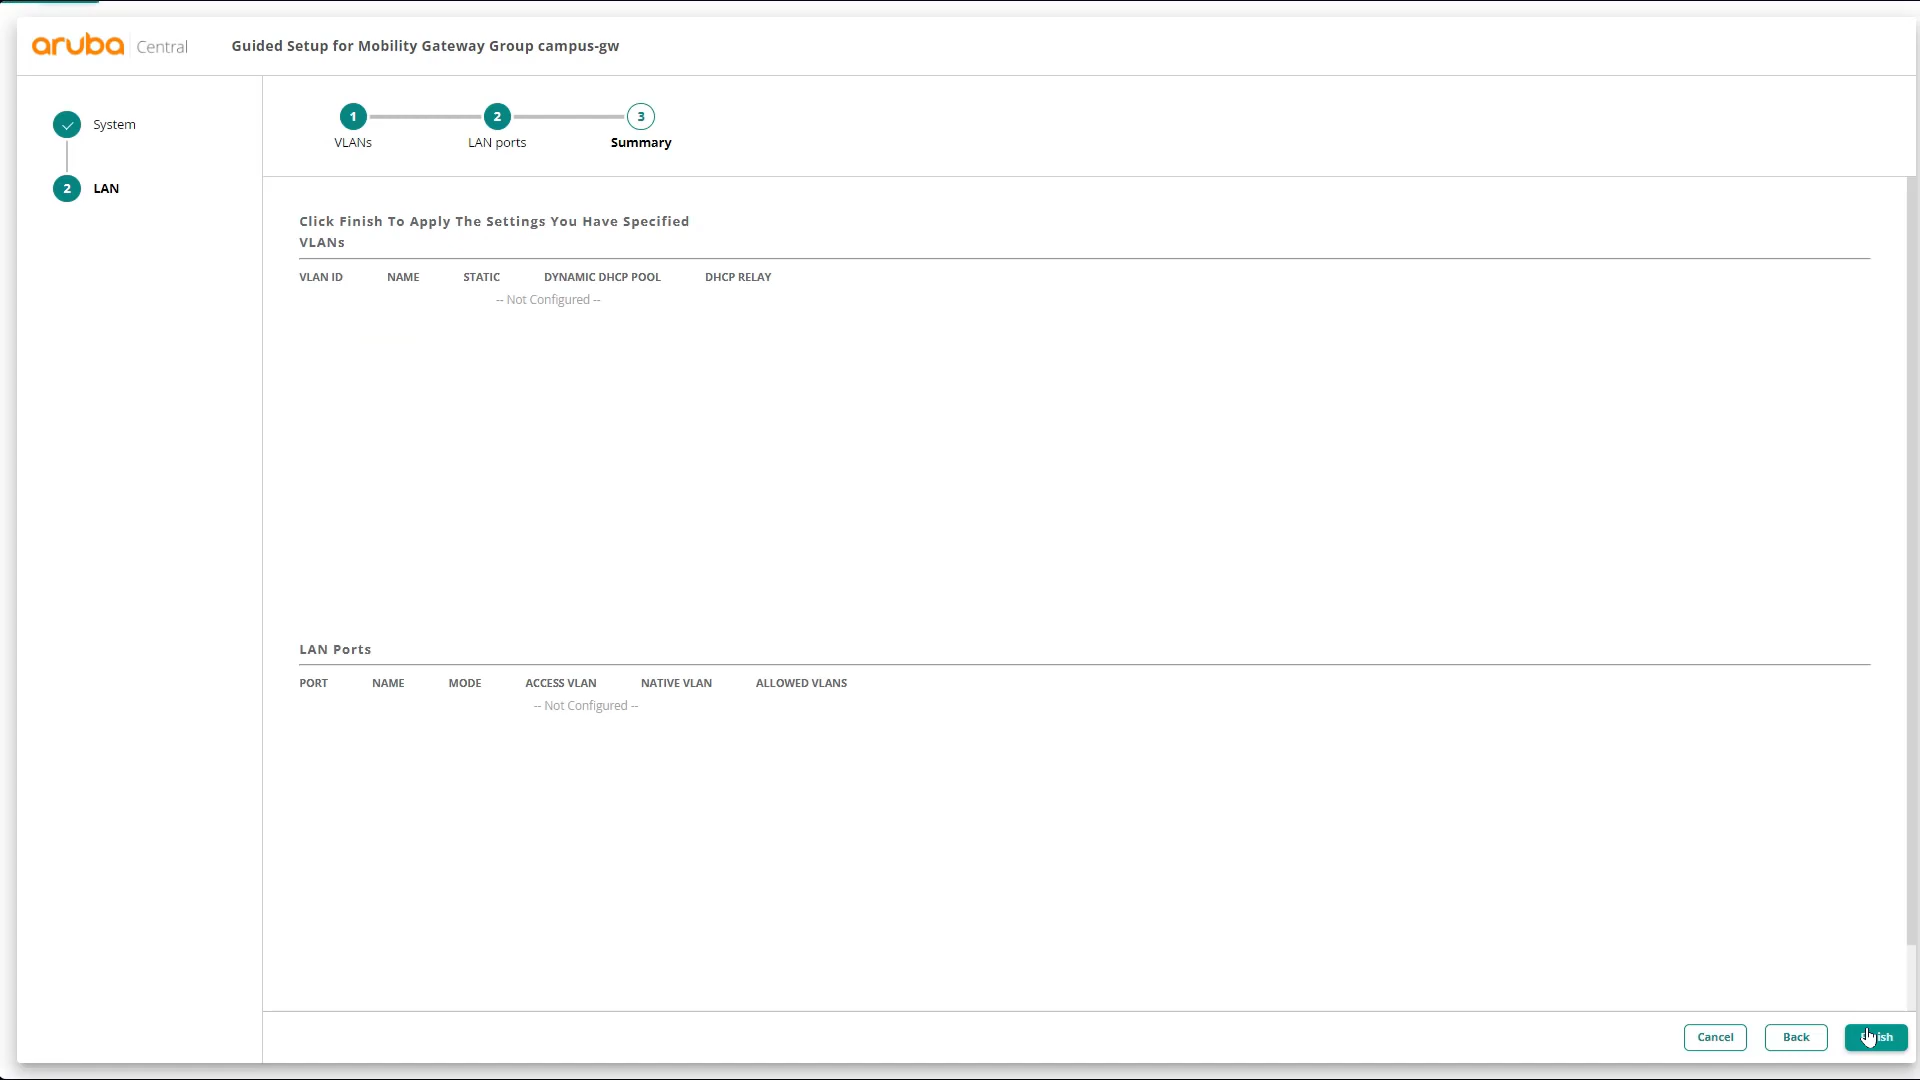 aruba Central
Guided Setup for Mobility Gateway Group campus-gw
System
2 LAN
1 2 3
VLANs LAN ports Summary
Click Finish To Apply The Settings You Have Specified
VLANs
VLAN ID NAME STATIC DYNAMIC DHCP POOL DHCP RELAY
-- Not Configured --
LAN Ports
PORT NAME MODE ACCESS VLAN NATIVE VLAN ALLOWED VLANS
-- Not Configured --
Cancel Back